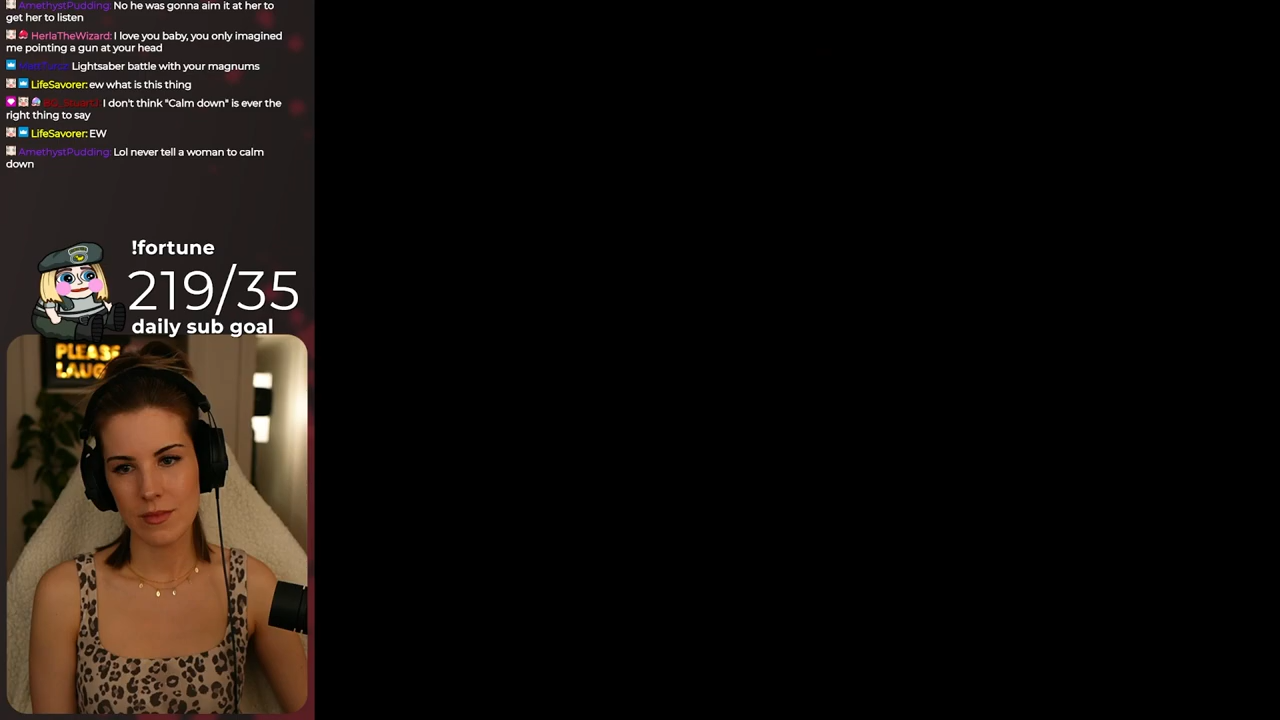 AmethystPudding: No he was gonna aim it at her to
get her to listen
HerlaTheWizard: I love you baby, you only imagined
me pointing a gun at your head
Lightsaber battle with your magnums
LifeSavorer: ew what is this thing
I don't think "Calm down" is ever the
right thing to say
LifeSavorer: EW
AmethystPudding: Lol never tell a woman to calm
down
!fortune
219/35
daily sub goal
PLEASE
LAUG